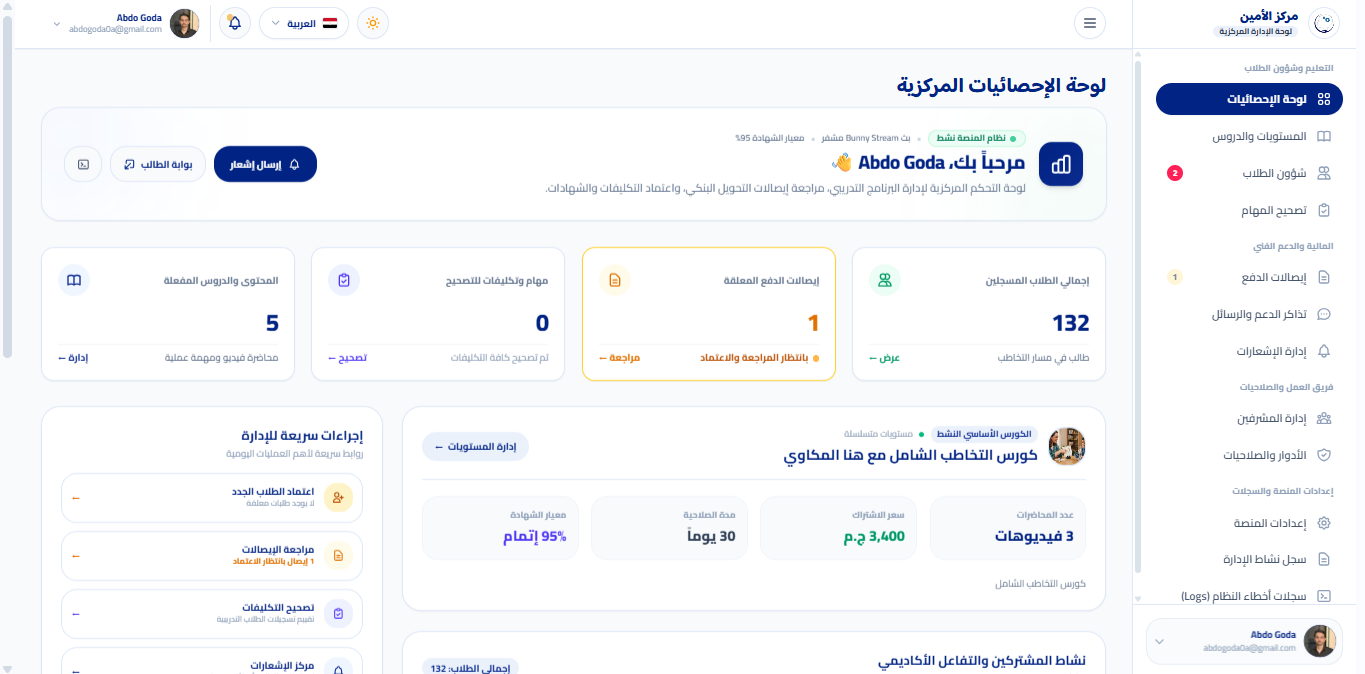 مركز الأمين
لوحة الإدارة المركزية
التعليم وشؤون الطلاب
لوحة الإحصائيات
المستويات والدروس
شؤون الطلاب
2
تصحيح المهام
المالية والدعم الفني
إيصالات الدفع
1
تذاكر الدعم والرسائل
إدارة الإشعارات
فريق العمل والصلاحيات
إدارة المشرفين
الأدوار والصلاحيات
إعدادات المنصة والسجلات
إعدادات المنصة
سجل نشاط الإدارة
سجلات أخطاء النظام (Logs)
Abdo Goda
abdogoda0a@gmail.com
العربية
Abdo Goda
abdogoda0a@gmail.com
لوحة الإحصائيات المركزية
نظام المنصة نشط • بث Bunny Stream مشفر • معيار الشهادة 95%
مرحباً بك، Abdo Goda 👋
لوحة التحكم المركزية لإدارة البرنامج التدريبي، مراجعة إيصالات التحويل البنكي، واعتماد التكليفات والشهادات.
إرسال إشعار
بوابة الطالب
إجمالي الطلاب المسجلين
132
طالب في مسار التخاطب
عرض ←
إيصالات الدفع المعلقة
1
بانتظار المراجعة والاعتماد
مراجعة ←
مهام وتكليفات للتصحيح
0
تم تصحيح كافة التكليفات
تصحيح ←
المحتوى والدروس المفعلة
5
محاضرة فيديو ومهمة عملية
إدارة ←
الكورس الأساسي النشط • مستويات متسلسلة
كورس التخاطب الشامل مع هنا المكاوي
إدارة المستويات ←
عدد المحاضرات
3 فيديوهات
سعر الاشتراك
3,400 ج.م
مدة الصلاحية
30 يوماً
معيار الشهادة
95% إتمام
كورس التخاطب الشامل
نشاط المشتركين والتفاعل الأكاديمي
إجمالي الطلاب: 132
إجراءات سريعة للإدارة
روابط سريعة لأهم العمليات اليومية
اعتماد الطلاب الجدد
لا يوجد طلبات معلقة
←
مراجعة الإيصالات
1 إيصال بانتظار الاعتماد
←
تصحيح التكليفات
تقييم تسجيلات الطلاب التدريبية
←
مركز الإشعارات
←